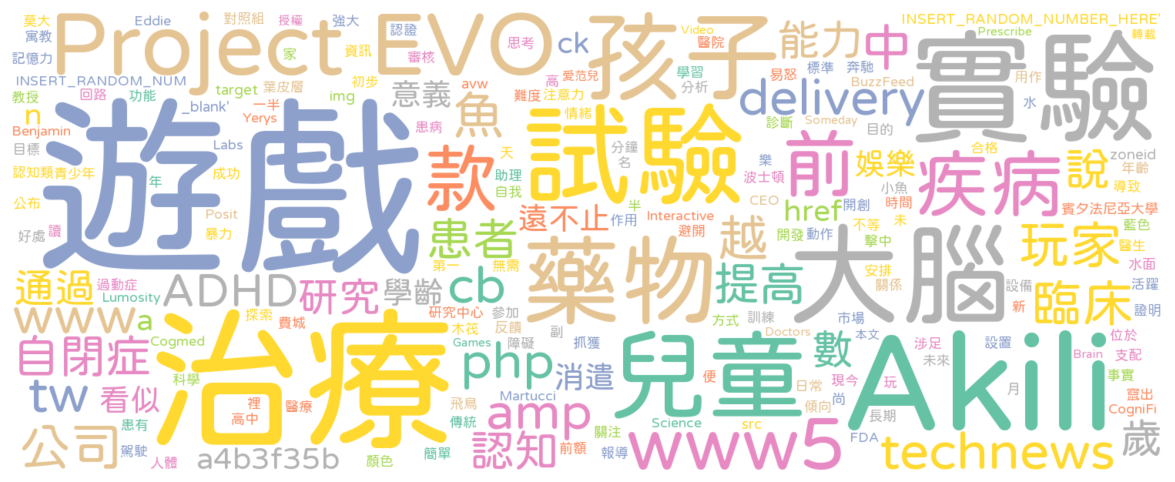 莫大 Eddie 對照組 授權 強大 認證 思考 Video 醫院 INSERT_RANDOM_NUMBER_HERE'
寓教 Project EVO 家 資訊 審核 ck 孩子 能力 中 Prescribe 轉載
記憶力 葉皮層 初步 愛范兒 學習 標準 奔馳 BuzzFeed 實驗 用作
INSERT_RANDOM_NUM target avw 高 分析 易怒 delivery 水
教授 回路 功能 _blank' 一半 img 意義 魚 難度 注意力
n Yerys 患病 情緒 診斷 Someday 目的
Benjamin Labs 款 天 試驗 分鐘 前 娛樂 合格 說 zoneid
目標 遊戲 名 樂 疾病 年齡
認知類青少年 年 成功 助理 自我 波士頓 CEO 小魚 時間 導致
公布 Posit 遠不止 半 作用 Interactive href 開創 未 賓夕法尼亞大學
好處 讀 暴力 患者 避開 越 開發 動作 不等 擊中 藍色 醫生
第一 無需 藥物 大腦 玩家 水面
通過 過動症 ADHD 研究 學齡 cb 提高 安排 關係 設備 臨床 活躍
Lumosity 研究中心 參加 訓練 新 證明
www a 探索 費城 木筏 反饋 副 方式 市場
Cogmed Games 障礙 抓獲 Doctors 本文 涉足 設置 位於
自閉症 治療 php 兒童 數 Akili 未來 Brain 支配
科學 消遣 便 日常 現今 玩 事實
tw 看似 裡 醫療 飛鳥 Martucci 傾向 尚 月 竄出
高中 amp 傳統 Science src 長期 CogniFi
患有 簡單 關注 www5 FDA 歲
公司 駕駛 人體 a4b3f35b 顏色 認知 前額 報導 technews